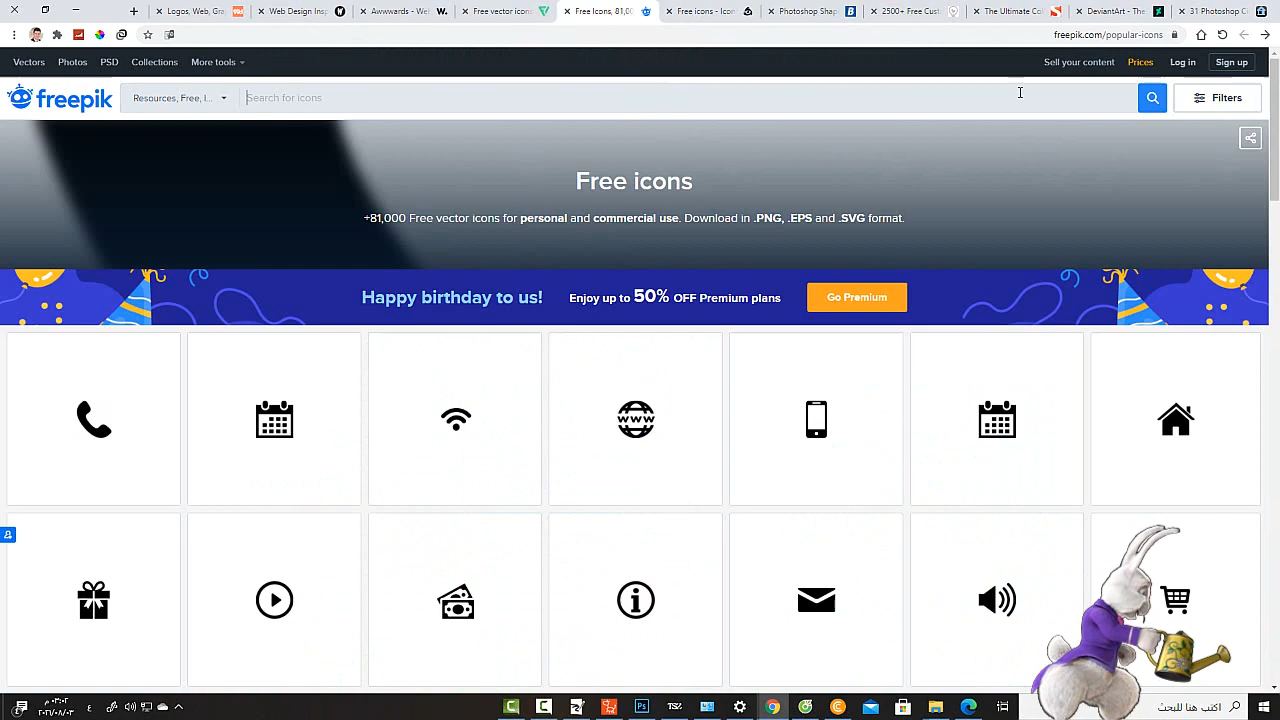 Logos, Web, Gra
Web Design Insp
Awwwards - We
Free vector icons
Free Icons, 81,00
Free icons - Icon
Photoshop Shap
2500+ Free Cust
The Ultimate Col
DeviantArt - The
31 Photoshop C
freepik.com/popular-icons
Vectors
Photos
PSD
Collections
More tools
Sell your content
Prices
Log in
Sign up
freepik
Resources, Free, I...
Search for icons
Filters
Free icons
+81,000 Free vector icons for personal and commercial use. Download in .PNG, .EPS and .SVG format.
Happy birthday to us!
Enjoy up to 50% OFF Premium plans
Go Premium
www
اكتب هنا للبحث